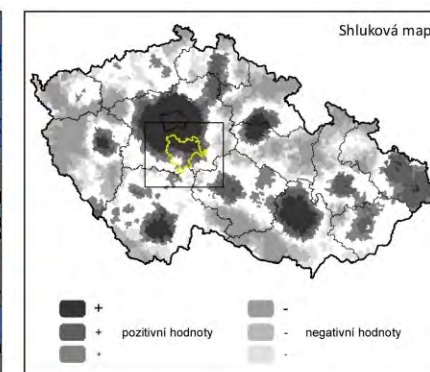 Shluková map
+ -
+ pozitivní hodnoty - negativní hodnoty
+ -